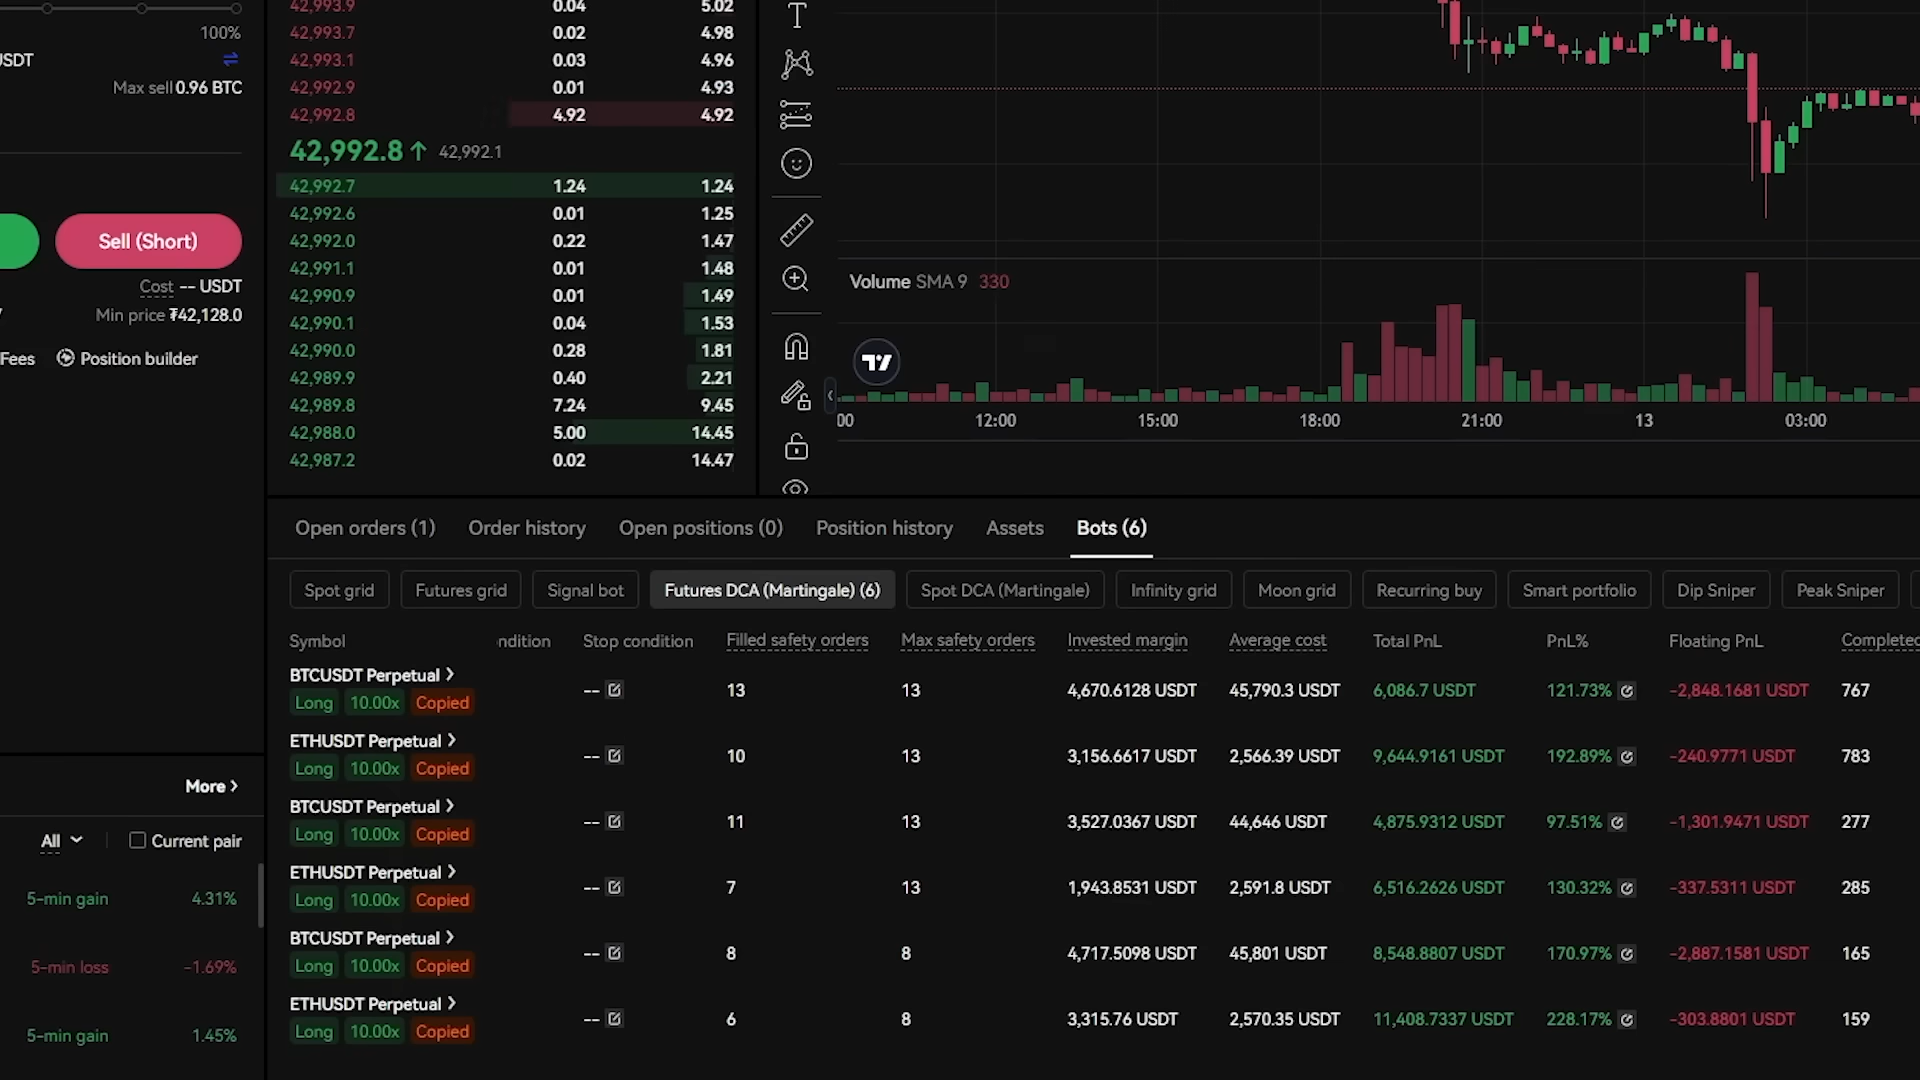 100%
USDT
Max sell 0.96 BTC
Sell (Short)
Cost -- USDT
Min price ₮42,128.0
Fees
Position builder
More >
All
Current pair
5-min gain 4.31%
5-min loss -1.69%
5-min gain 1.45%
42,993.9 0.04 5.02
42,993.7 0.02 4.98
42,993.1 0.03 4.96
42,992.9 0.01 4.93
42,992.8 4.92 4.92
42,992.8 ↑ 42,992.1
42,992.7 1.24 1.24
42,992.6 0.01 1.25
42,992.0 0.22 1.47
42,991.1 0.01 1.48
42,990.9 0.01 1.49
42,990.1 0.04 1.53
42,990.0 0.28 1.81
42,989.9 0.40 2.21
42,989.8 7.24 9.45
42,988.0 5.00 14.45
42,987.2 0.02 14.47
Volume SMA 9 330
00 12:00 15:00 18:00 21:00 13 03:00
Open orders (1) Order history Open positions (0) Position history Assets Bots (6)
Spot grid Futures grid Signal bot Futures DCA (Martingale) (6) Spot DCA (Martingale) Infinity grid Moon grid Recurring buy Smart portfolio Dip Sniper Peak Sniper
Symbol ndition Stop condition Filled safety orders Max safety orders Invested margin Average cost Total PnL PnL% Floating PnL Completed
BTCUSDT Perpetual >
Long 10.00x Copied -- 13 13 4,670.6128 USDT 45,790.3 USDT 6,086.7 USDT 121.73% -2,848.1681 USDT 767
ETHUSDT Perpetual >
Long 10.00x Copied -- 10 13 3,156.6617 USDT 2,566.39 USDT 9,644.9161 USDT 192.89% -240.9771 USDT 783
BTCUSDT Perpetual >
Long 10.00x Copied -- 11 13 3,527.0367 USDT 44,646 USDT 4,875.9312 USDT 97.51% -1,301.9471 USDT 277
ETHUSDT Perpetual >
Long 10.00x Copied -- 7 13 1,943.8531 USDT 2,591.8 USDT 6,516.2626 USDT 130.32% -337.5311 USDT 285
BTCUSDT Perpetual >
Long 10.00x Copied -- 8 8 4,717.5098 USDT 45,801 USDT 8,548.8807 USDT 170.97% -2,887.1581 USDT 165
ETHUSDT Perpetual >
Long 10.00x Copied -- 6 8 3,315.76 USDT 2,570.35 USDT 11,408.7337 USDT 228.17% -303.8801 USDT 159